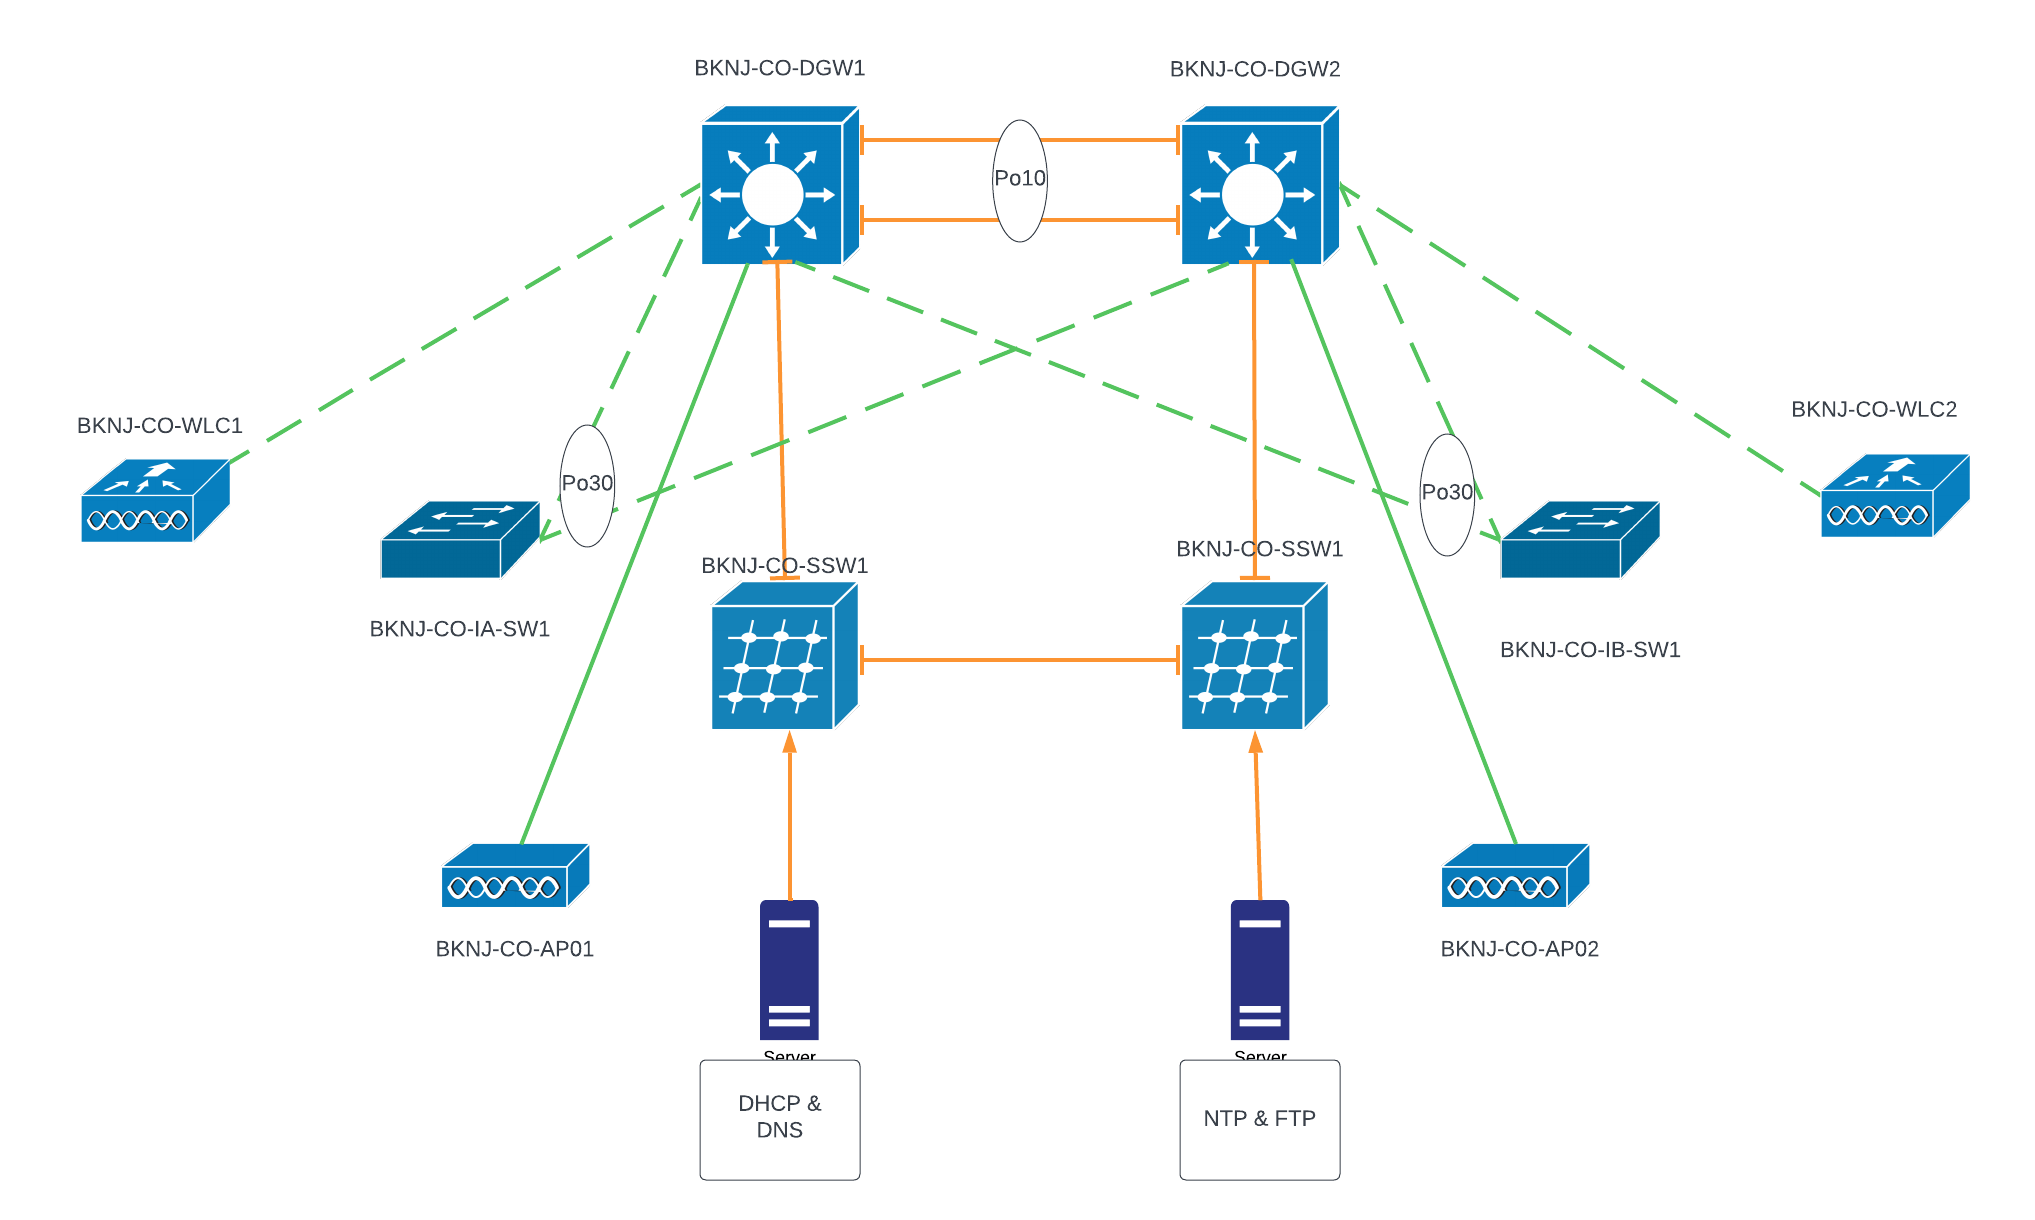 BKNJ-CO-DGW1
BKNJ-CO-DGW2
Po10
BKNJ-CO-WLC1
BKNJ-CO-WLC2
Po30
Po30
BKNJ-CO-SSW1
BKNJ-CO-SSW1
BKNJ-CO-IA-SW1
BKNJ-CO-IB-SW1
BKNJ-CO-AP01
BKNJ-CO-AP02
Server
Server
DHCP &
DNS
NTP & FTP